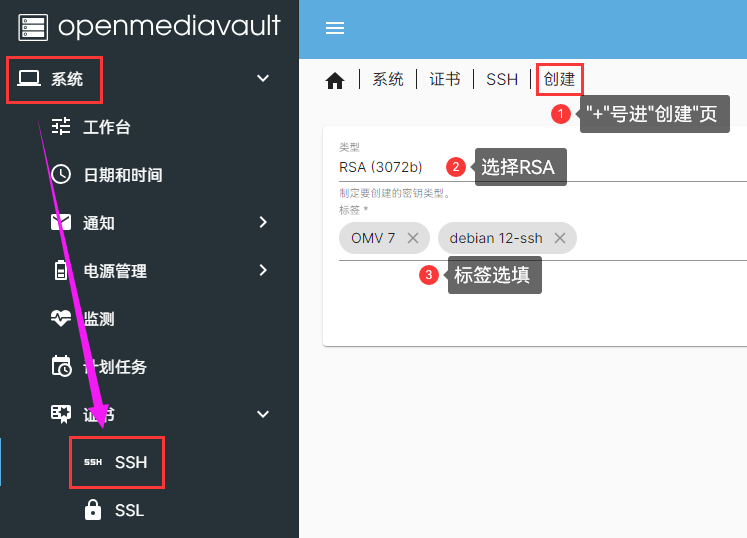 openmediavault
系统
工作台
日期和时间
通知
电源管理
监测
计划任务
证书
SSH SSH
SSL
系统 证书 SSH 创建
1 "+"号进"创建"页
类型
RSA (3072b)
2 选择RSA
制定要创建的密钥类型。
标签 *
OMV 7 debian 12-ssh
3 标签选填